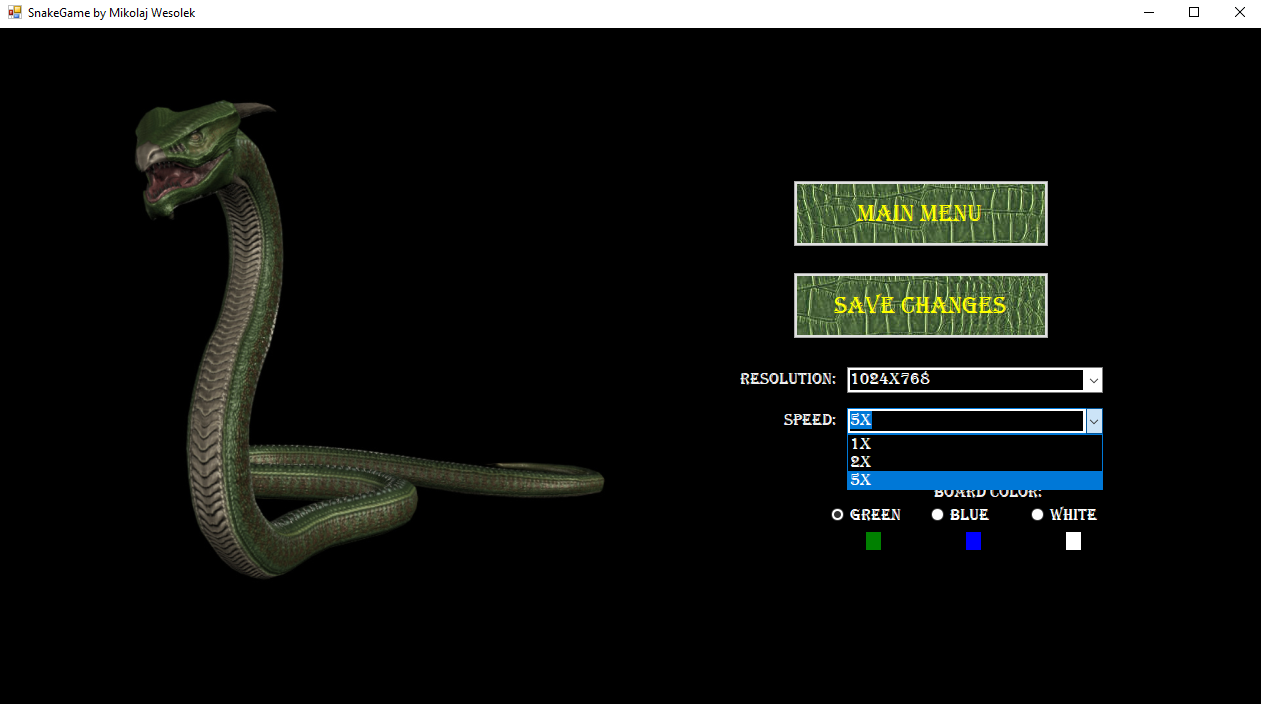 SnakeGame by Mikolaj Wesolek
MAIN MENU
SAVE CHANGES
RESOLUTION: 1024X768
SPEED: 5X
1X
2X
5X
BOARD COLOR:
GREEN BLUE WHITE